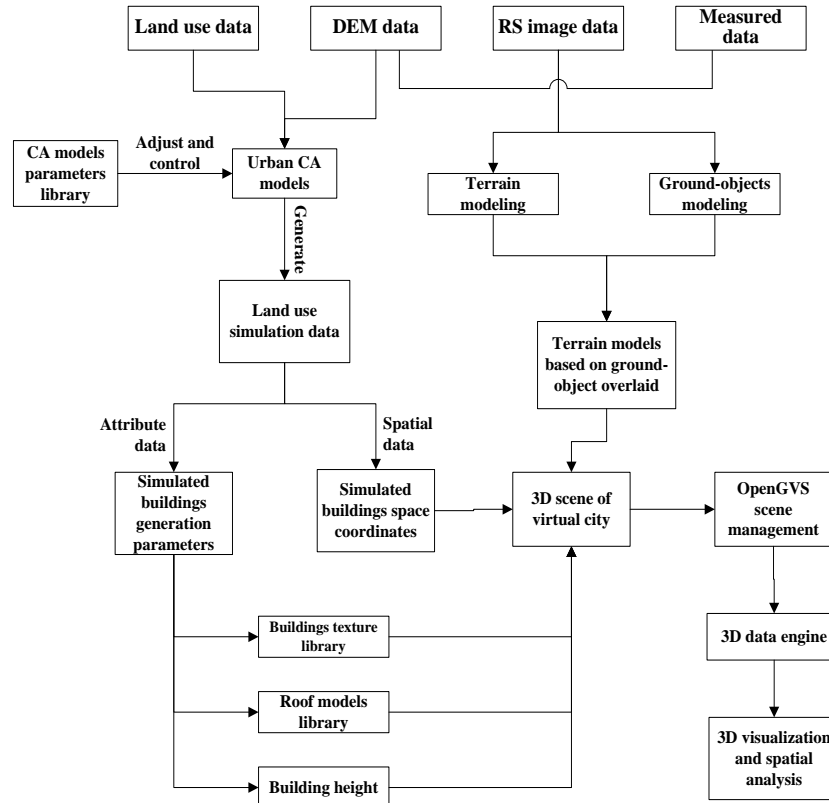 Land use data
DEM data
RS image data
Measured
data
CA models
parameters
library
Adjust and
control
Urban CA
models
Terrain
modeling
Ground-objects
modeling
Generate
Land use
simulation data
Terrain models
based on ground-
object overlaid
Attribute
data
Spatial
data
Simulated
buildings
generation
parameters
Simulated
buildings space
coordinates
3D scene of
virtual city
OpenGVS
scene
management
Buildings texture
library
3D data engine
Roof models
library
3D visualization
and spatial
analysis
Building height